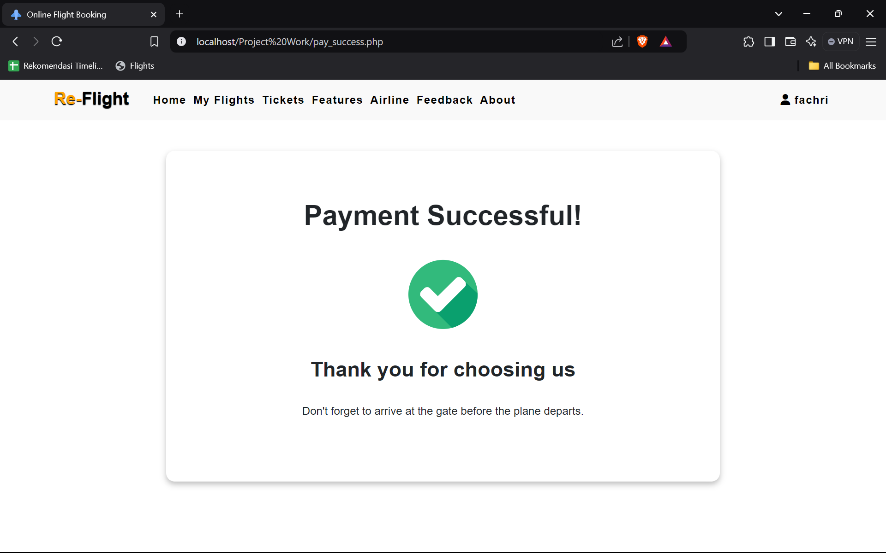 Online Flight Booking
localhost/Project%20Work/pay_success.php
VPN
Rekomendasi Timeli...
Flights
All Bookmarks
Re-Flight
Home My Flights Tickets Features Airline Feedback About
fachri
Payment Successful!
Thank you for choosing us
Don't forget to arrive at the gate before the plane departs.